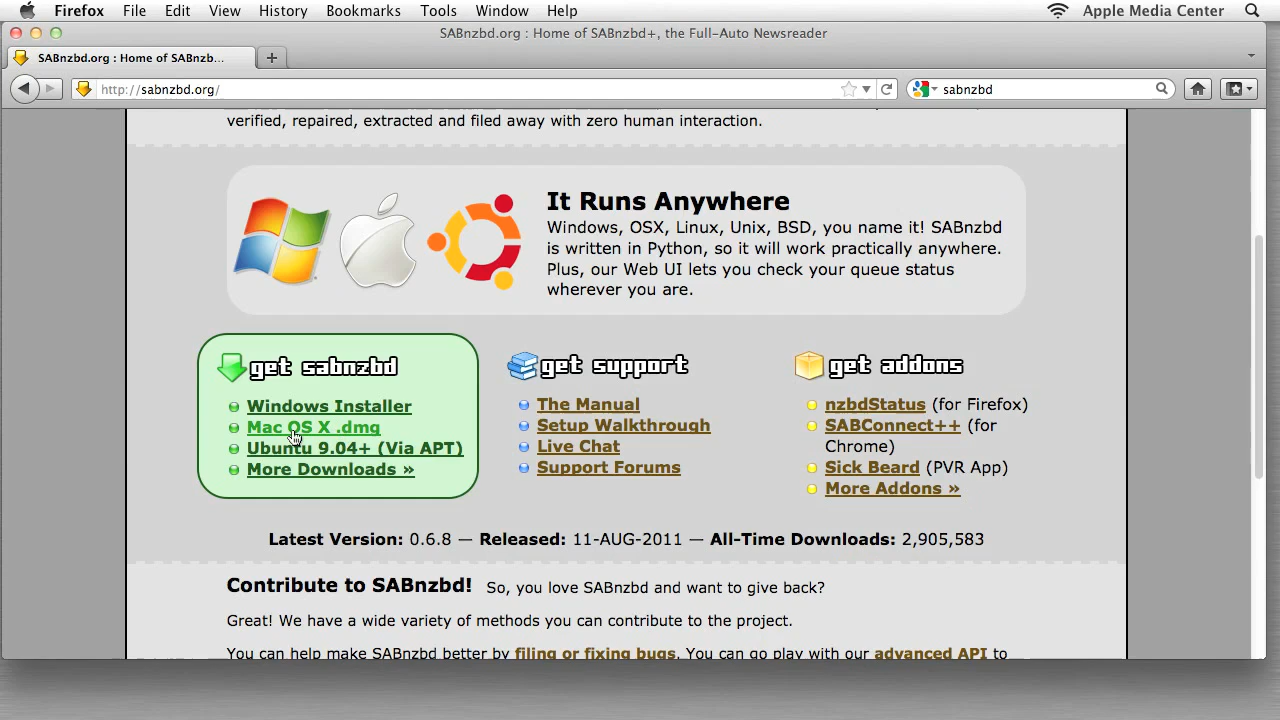 Firefox File Edit View History Bookmarks Tools Window Help Apple Media Center
SABnzbd.org : Home of SABnzbd+, the Full-Auto Newsreader
SABnzbd.org : Home of SABnzb...
http://sabnzbd.org/ sabnzbd
verified, repaired, extracted and filed away with zero human interaction.
It Runs Anywhere
Windows, OSX, Linux, Unix, BSD, you name it! SABnzbd
is written in Python, so it will work practically anywhere.
Plus, our Web UI lets you check your queue status
wherever you are.
get sabnzbd
Windows Installer
Mac OS X .dmg
Ubuntu 9.04+ (Via APT)
More Downloads »
get support
The Manual
Setup Walkthrough
Live Chat
Support Forums
get addons
nzbdStatus (for Firefox)
SABConnect++ (for
Chrome)
Sick Beard (PVR App)
More Addons »
Latest Version: 0.6.8 — Released: 11-AUG-2011 — All-Time Downloads: 2,905,583
Contribute to SABnzbd! So, you love SABnzbd and want to give back?
Great! We have a wide variety of methods you can contribute to the project.
You can help make SABnzbd better by filing or fixing bugs. You can go play with our advanced API to